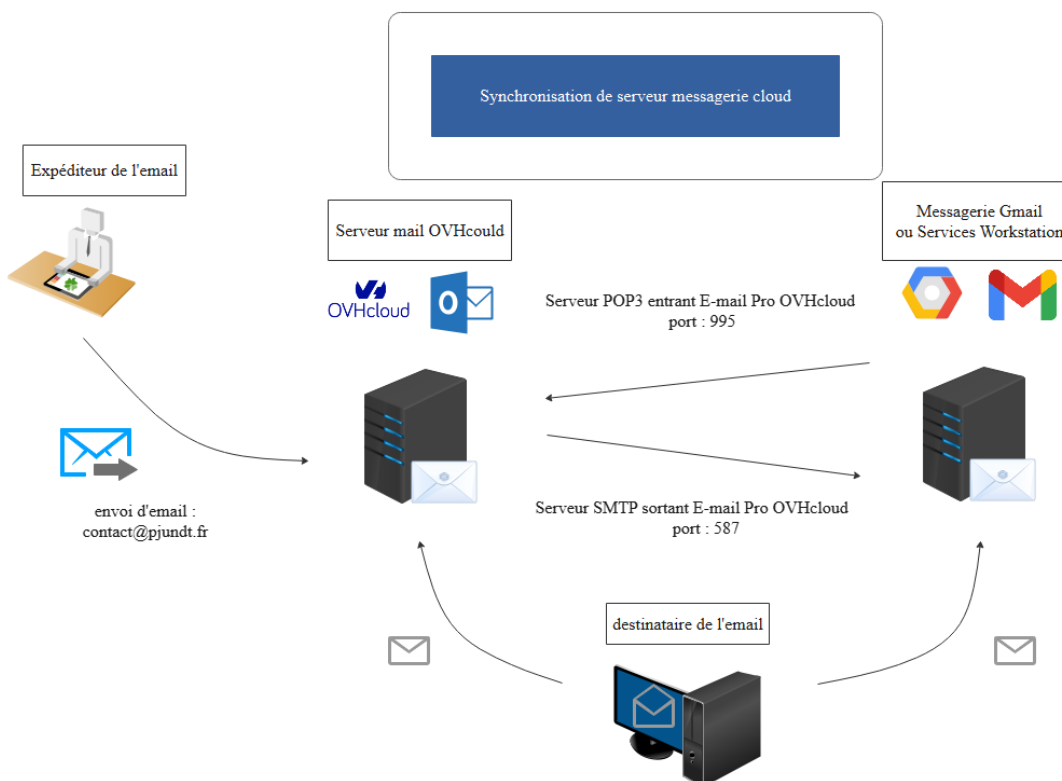 Synchronisation de serveur messagerie cloud
Expéditeur de l'email
Serveur mail OVHcould
Messagerie Gmail
ou Services Workstation
OVHcloud
O
Serveur POP3 entrant E-mail Pro OVHcloud
port : 995
envoi d'email :
contact@pjundt.fr
Serveur SMTP sortant E-mail Pro OVHcloud
port : 587
destinataire de l'email